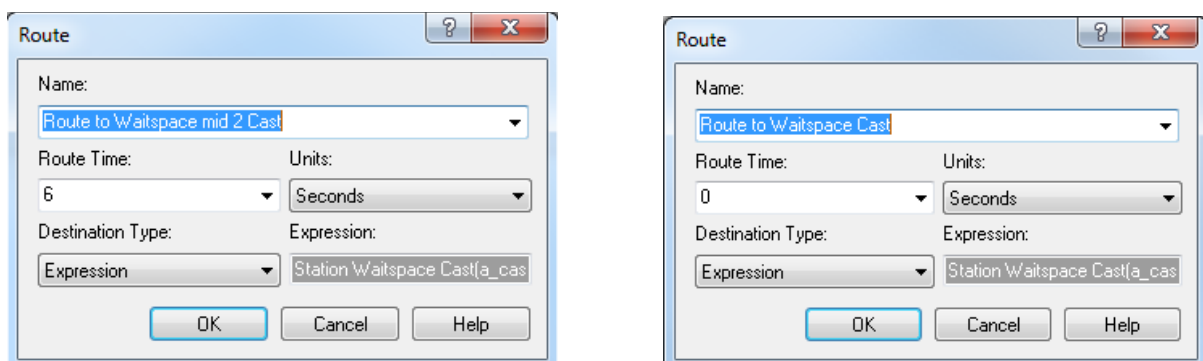 Route
Name:
Route to Waitspace mid 2 Cast
Route Time:
Units:
6
Seconds
Destination Type:
Expression:
Expression
Station Waitspace Cast(a_cas
OK
Cancel
Help
Route
Name:
Route to Waitspace Cast
Route Time:
Units:
0
Seconds
Destination Type:
Expression:
Expression
Station Waitspace Cast(a_cas
OK
Cancel
Help